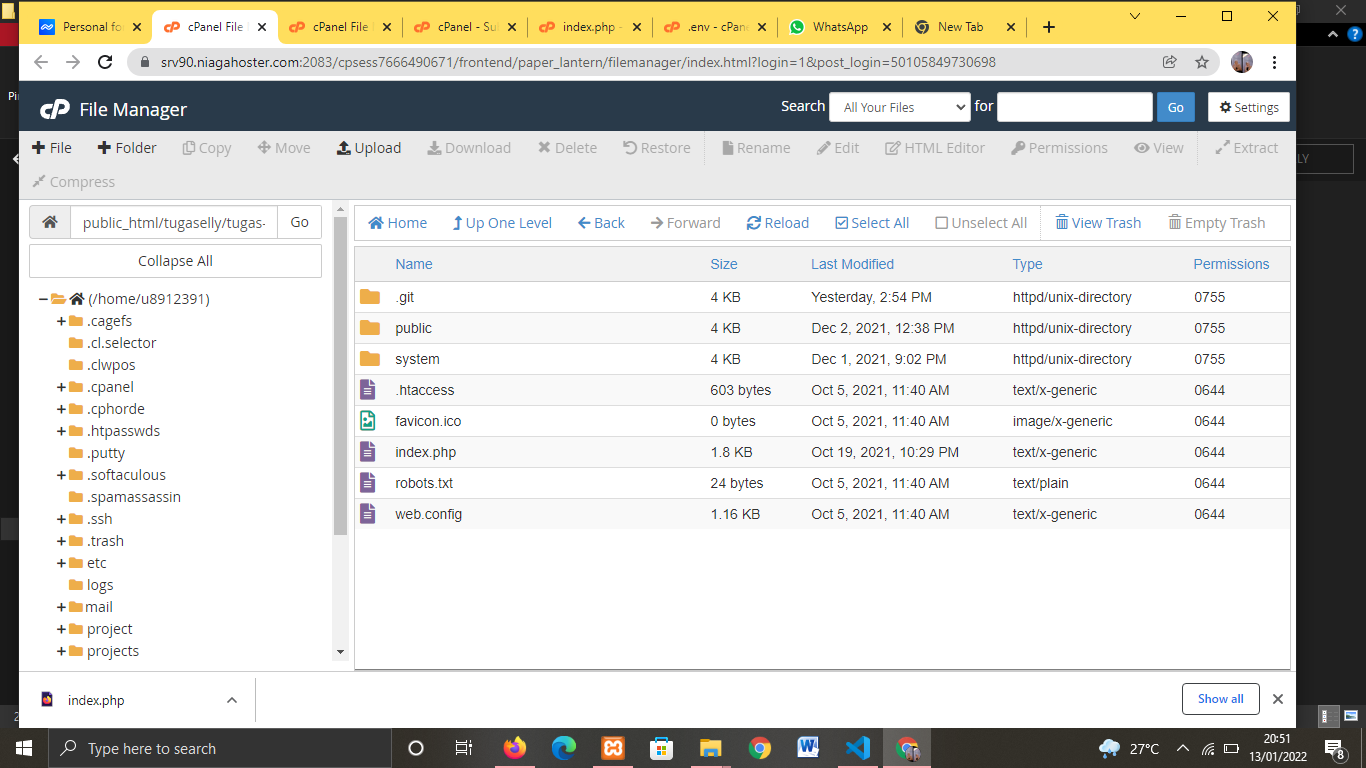 Personal fo
cPanel File
cPanel File
cPanel - Su
index.php -
.env - cPan
WhatsApp
New Tab
srv90.niagahoster.com:2083/cpsess7666490671/frontend/paper_lantern/filemanager/index.html?login=1&post_login=50105849730698
Pi
cP File Manager
Search All Your Files for Go Settings
File Folder Copy Move Upload Download Delete Restore Rename Edit HTML Editor Permissions View Extract
LY
Compress
public_html/tugaselly/tugas- Go
Home Up One Level Back Forward Reload Select All Unselect All View Trash Empty Trash
Collapse All
(/home/u8912391)
.cagefs
.cl.selector
.clwpos
.cpanel
.cphorde
.htpasswds
.putty
.softaculous
.spamassassin
.ssh
.trash
etc
logs
mail
project
projects
Name Size Last Modified Type Permissions
.git 4 KB Yesterday, 2:54 PM httpd/unix-directory 0755
public 4 KB Dec 2, 2021, 12:38 PM httpd/unix-directory 0755
system 4 KB Dec 1, 2021, 9:02 PM httpd/unix-directory 0755
.htaccess 603 bytes Oct 5, 2021, 11:40 AM text/x-generic 0644
favicon.ico 0 bytes Oct 5, 2021, 11:40 AM image/x-generic 0644
index.php 1.8 KB Oct 19, 2021, 10:29 PM text/x-generic 0644
robots.txt 24 bytes Oct 5, 2021, 11:40 AM text/plain 0644
web.config 1.16 KB Oct 5, 2021, 11:40 AM text/x-generic 0644
index.php
Show all
2
Type here to search
27°C
20:51
13/01/2022
8